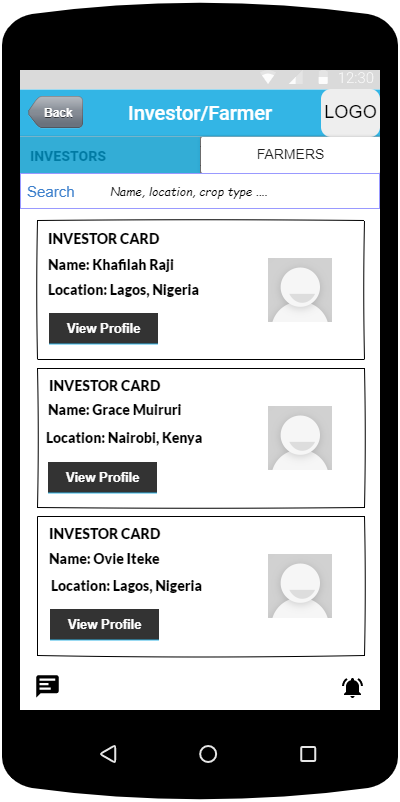 12:30
Back
Investor/Farmer
LOGO
INVESTORS
FARMERS
Search
Name, location, crop type ....
INVESTOR CARD
Name: Khafilah Raji
Location: Lagos, Nigeria
View Profile
INVESTOR CARD
Name: Grace Muiruri
Location: Nairobi, Kenya
View Profile
INVESTOR CARD
Name: Ovie Iteke
Location: Lagos, Nigeria
View Profile